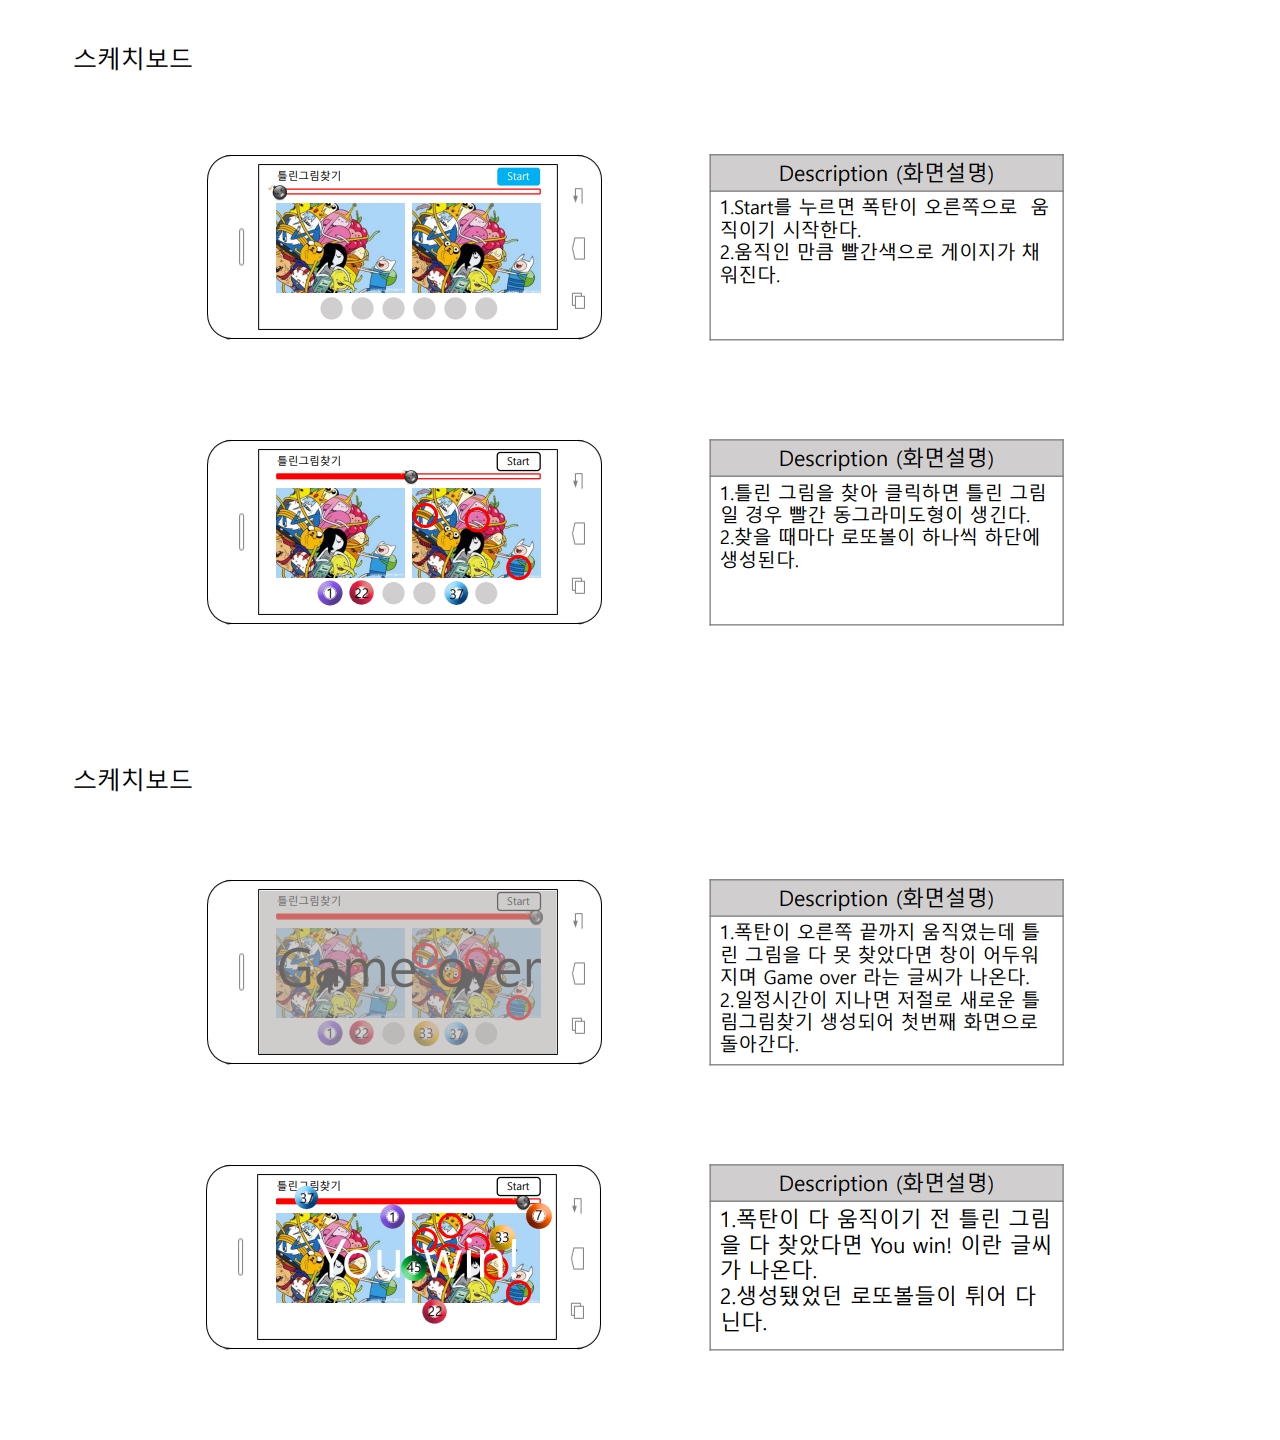 스케치보드
틀린그림찾기
Start
Description (화면설명)
1.Start를 누르면 폭탄이 오른쪽으로 움
직이기 시작한다.
2.움직인 만큼 빨간색으로 게이지가 채
워진다.
틀린그림찾기
Start
1
22
37
Description (화면설명)
1.틀린 그림을 찾아 클릭하면 틀린 그림
일 경우 빨간 동그라미도형이 생긴다.
2.찾을 때마다 로또볼이 하나씩 하단에
생성된다.
스케치보드
틀린그림찾기
Start
Game over
1
22
33
37
Description (화면설명)
1.폭탄이 오른쪽 끝까지 움직였는데 틀
린 그림을 다 못 찾았다면 창이 어두워
지며 Game over 라는 글씨가 나온다.
2.일정시간이 지나면 저절로 새로운 틀
림그림찾기 생성되어 첫번째 화면으로
돌아간다.
틀린그림찾기
Start
37
1
7
33
You win!
45
22
Description (화면설명)
1.폭탄이 다 움직이기 전 틀린 그림
을 다 찾았다면 You win! 이란 글씨
가 나온다.
2.생성됐었던 로또볼들이 튀어 다
닌다.